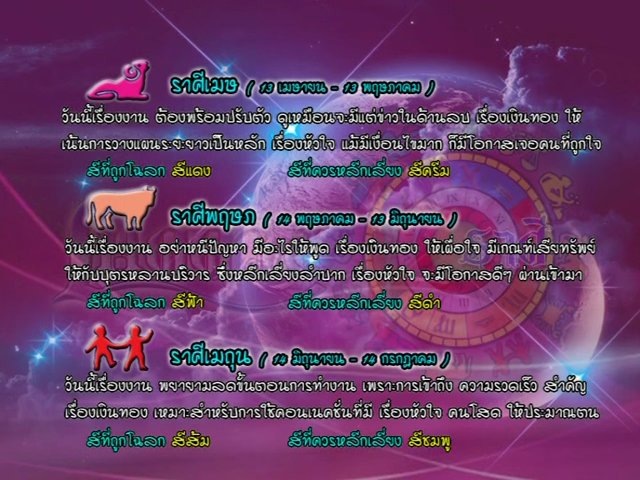 ราศีเมษ ( 13 เมษายน - 13 พฤษภาคม )
วันนี้เรื่องงาน ต้องพร้อมปรับตัว ดูเหมือนจะมีแต่ข่าวในด้านลบ เรื่องเงินทอง ให้
เน้นการวางแผนระยะยาวเป็นหลัก เรื่องหัวใจ แม้มีเงื่อนไขมาก ก็มีโอกาสเจอคนที่ถูกใจ
สีที่ถูกโฉลก สีแดง สีที่ควรหลีกเลี่ยง สีครีม
ราศีพฤษภ ( 14 พฤษภาคม - 13 มิถุนายน )
วันนี้เรื่องงาน อย่าหนีปัญหา มีอะไรให้พูด เรื่องเงินทอง ให้เผื่อใจ มีเกณฑ์เสียทรัพย์
ให้กับบุตรหลานบริวาร ซึ่งหลีกเลี่ยงลำบาก เรื่องหัวใจ จะมีโอกาสดีๆ ผ่านเข้ามา
สีที่ถูกโฉลก สีฟ้า สีที่ควรหลีกเลี่ยง สีดำ
ราศีเมถุน ( 14 มิถุนายน - 14 กรกฎาคม )
วันนี้เรื่องงาน พยายามลดขั้นตอนการทำงาน เพราะการเข้าถึง ความรวดเร็ว สำคัญ
เรื่องเงินทอง เหมาะสำหรับการใช้คอนเนคชั่นที่มี เรื่องหัวใจ คนโสด ให้ประมาณตน
สีที่ถูกโฉลก สีส้ม สีที่ควรหลีกเลี่ยง สีชมพู